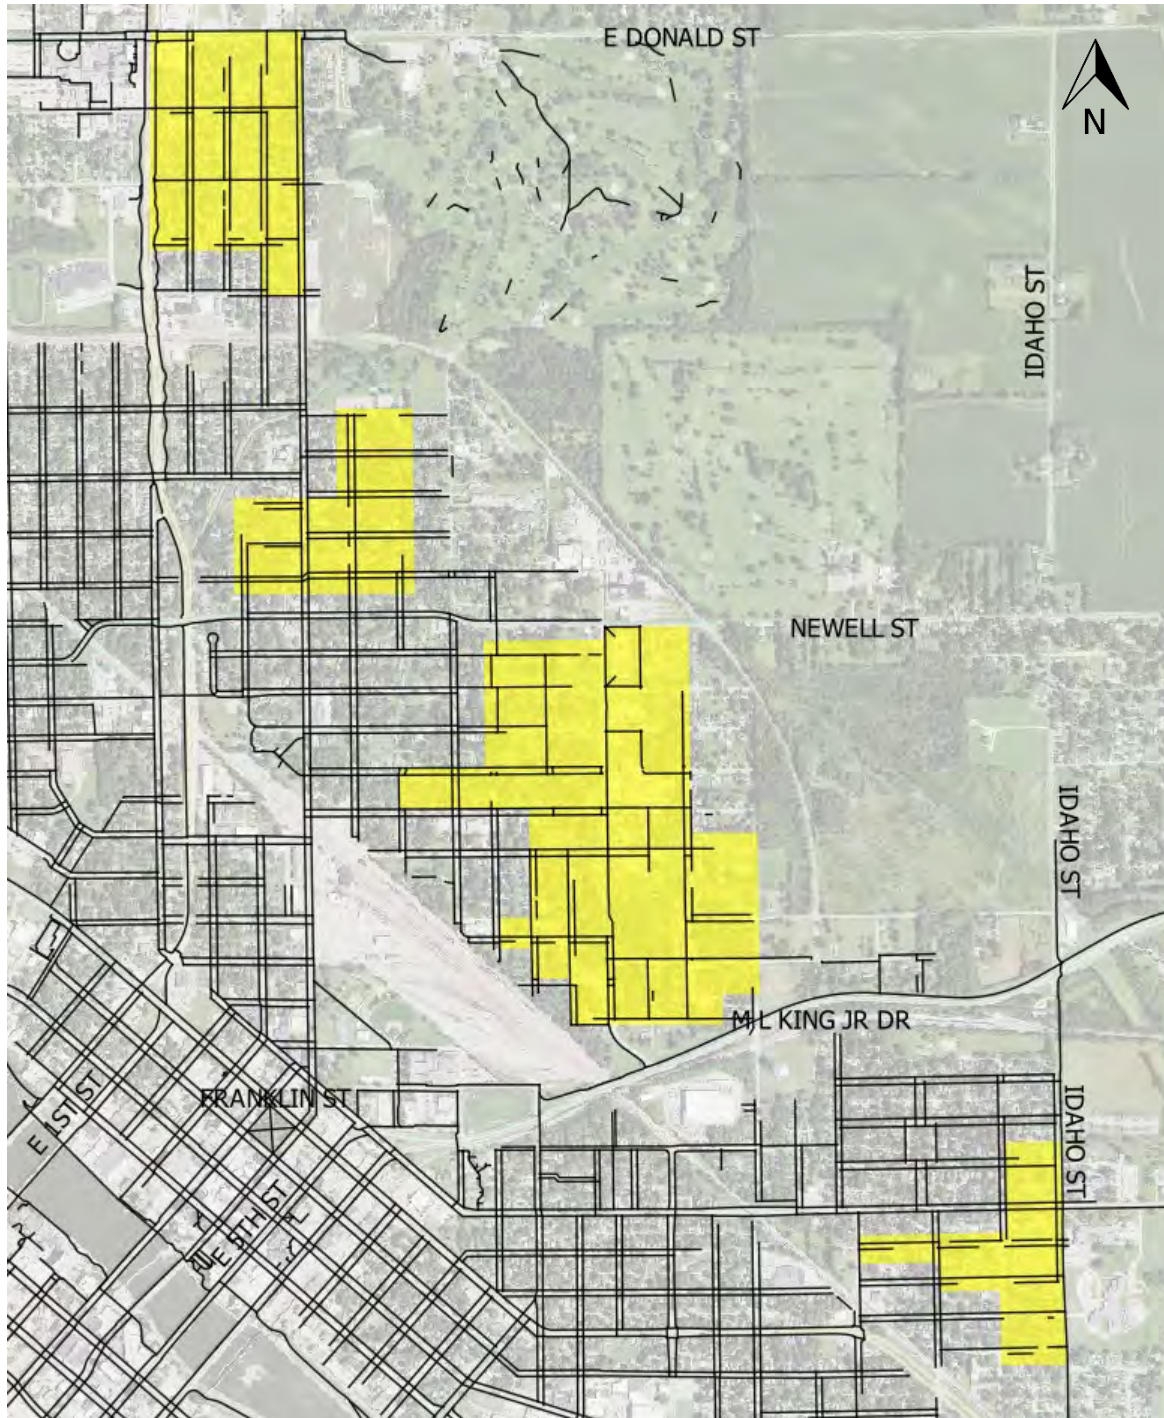 E DONALD ST
N
IDAHO ST
NEWELL ST
IDAHO ST
M L KING JR DR
FRANKLIN ST
E 1ST ST
IDAHO ST
E 5TH ST